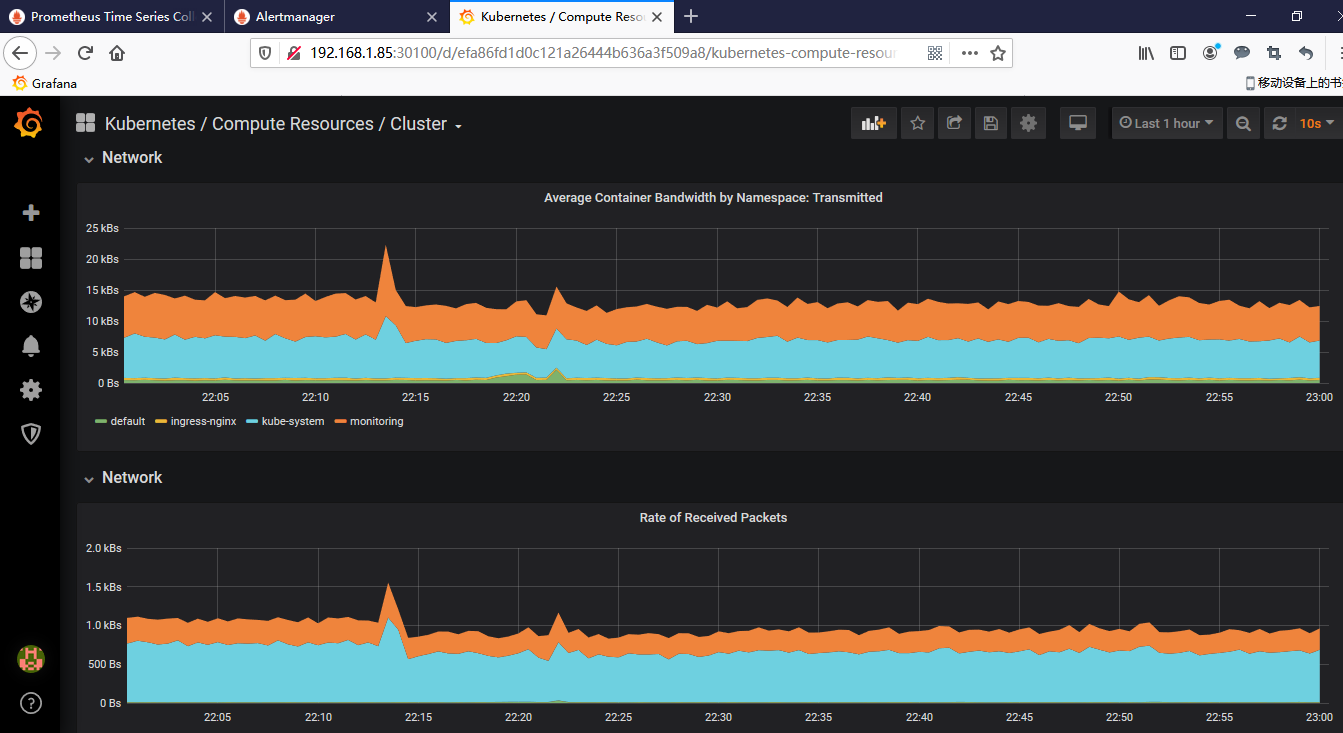 Prometheus Time Series Coll
Alertmanager
Kubernetes / Compute Resou
192.168.1.85:30100/d/efa86fd1d0c121a26444b636a3f509a8/kubernetes-compute-resour
Grafana
移动设备上的书
Kubernetes / Compute Resources / Cluster
Last 1 hour
10s
Network
Average Container Bandwidth by Namespace: Transmitted
25 kBs
20 kBs
15 kBs
10 kBs
5 kBs
0 Bs
22:05 22:10 22:15 22:20 22:25 22:30 22:35 22:40 22:45 22:50 22:55 23:00
default ingress-nginx kube-system monitoring
Network
Rate of Received Packets
2.0 kBs
1.5 kBs
1.0 kBs
500 Bs
0 Bs
22:05 22:10 22:15 22:20 22:25 22:30 22:35 22:40 22:45 22:50 22:55 23:00